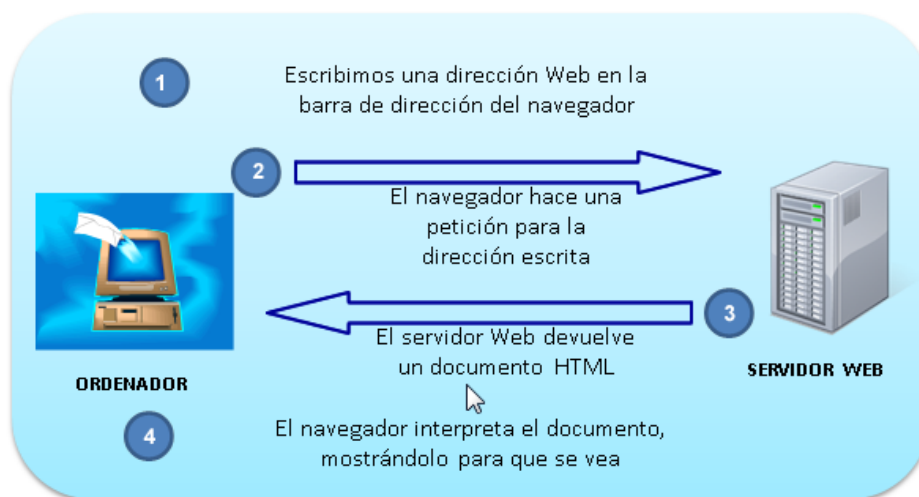 1
Escribimos una dirección Web en la
barra de dirección del navegador
2
El navegador hace una
petición para la
dirección escrita
3
El servidor Web devuelve
un documento HTML
ORDENADOR
SERVIDOR WEB
4
El navegador interpreta el documento,
mostrándolo para que se vea